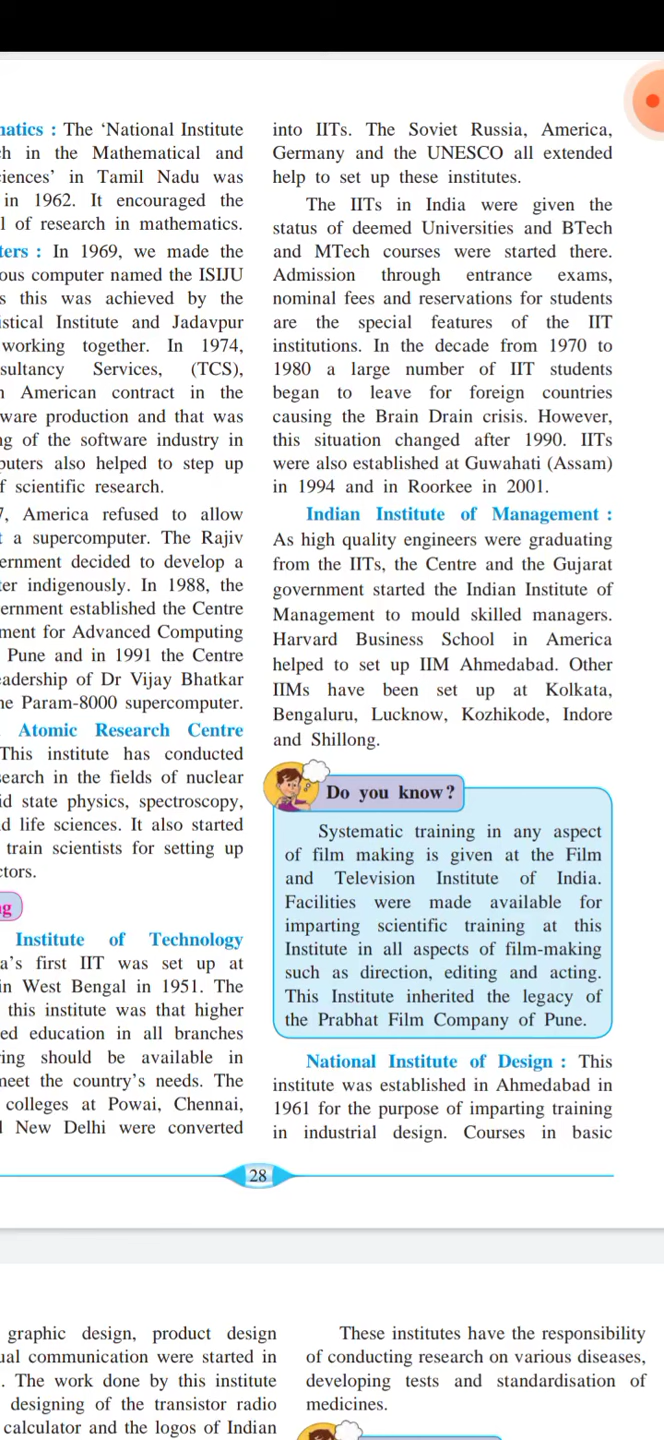 matics : The ‘National Institute
ch in the Mathematical and
ciences’ in Tamil Nadu was
in 1962. It encouraged the
l of research in mathematics.
ters : In 1969, we made the
ous computer named the ISIJU
s this was achieved by the
istical Institute and Jadavpur
working together. In 1974,
sultancy Services, (TCS),
n American contract in the
ware production and that was
ng of the software industry in
puters also helped to step up
f scientific research.
7, America refused to allow
t a supercomputer. The Rajiv
ernment decided to develop a
ter indigenously. In 1988, the
ernment established the Centre
ment for Advanced Computing
Pune and in 1991 the Centre
eadership of Dr Vijay Bhatkar
he Param-8000 supercomputer.
Atomic Research Centre
This institute has conducted
search in the fields of nuclear
id state physics, spectroscopy,
d life sciences. It also started
train scientists for setting up
ctors.
ng
Institute of Technology
a’s first IIT was set up at
in West Bengal in 1951. The
this institute was that higher
ed education in all branches
ring should be available in
meet the country’s needs. The
colleges at Powai, Chennai,
d New Delhi were converted
into IITs. The Soviet Russia, America,
Germany and the UNESCO all extended
help to set up these institutes.
The IITs in India were given the
status of deemed Universities and BTech
and MTech courses were started there.
Admission through entrance exams,
nominal fees and reservations for students
are the special features of the IIT
institutions. In the decade from 1970 to
1980 a large number of IIT students
began to leave for foreign countries
causing the Brain Drain crisis. However,
this situation changed after 1990. IITs
were also established at Guwahati (Assam)
in 1994 and in Roorkee in 2001.
Indian Institute of Management :
As high quality engineers were graduating
from the IITs, the Centre and the Gujarat
government started the Indian Institute of
Management to mould skilled managers.
Harvard Business School in America
helped to set up IIM Ahmedabad. Other
IIMs have been set up at Kolkata,
Bengaluru, Lucknow, Kozhikode, Indore
and Shillong.
Do you know?
Systematic training in any aspect
of film making is given at the Film
and Television Institute of India.
Facilities were made available for
imparting scientific training at this
Institute in all aspects of film-making
such as direction, editing and acting.
This Institute inherited the legacy of
the Prabhat Film Company of Pune.
National Institute of Design : This
institute was established in Ahmedabad in
1961 for the purpose of imparting training
in industrial design. Courses in basic
28
graphic design, product design
ual communication were started in
. The work done by this institute
designing of the transistor radio
calculator and the logos of Indian
These institutes have the responsibility
of conducting research on various diseases,
developing tests and standardisation of
medicines.